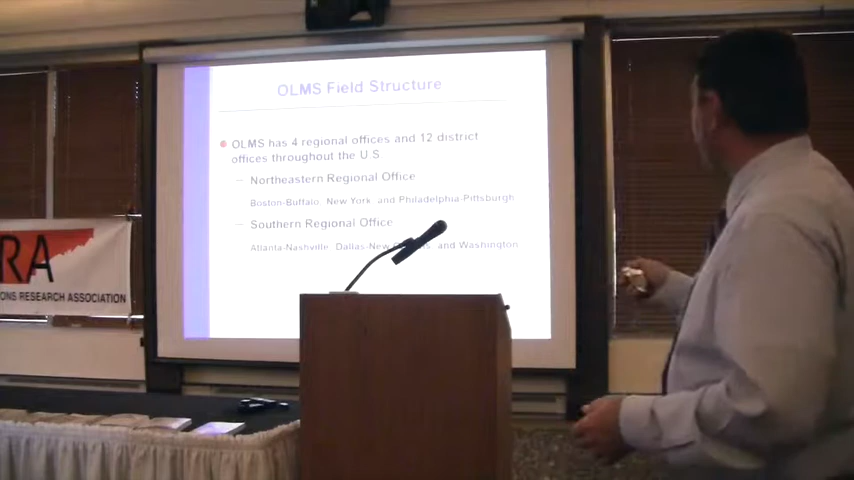 OLMS Field Structure
OLMS has 4 regional offices and 12 district
offices throughout the U.S.
– Northeastern Regional Office
Boston-Buffalo, New York, and Philadelphia-Pittsburgh
– Southern Regional Office
Atlanta-Nashville, Dallas-New and Washington
RA
ONS RESEARCH ASSOCIATION